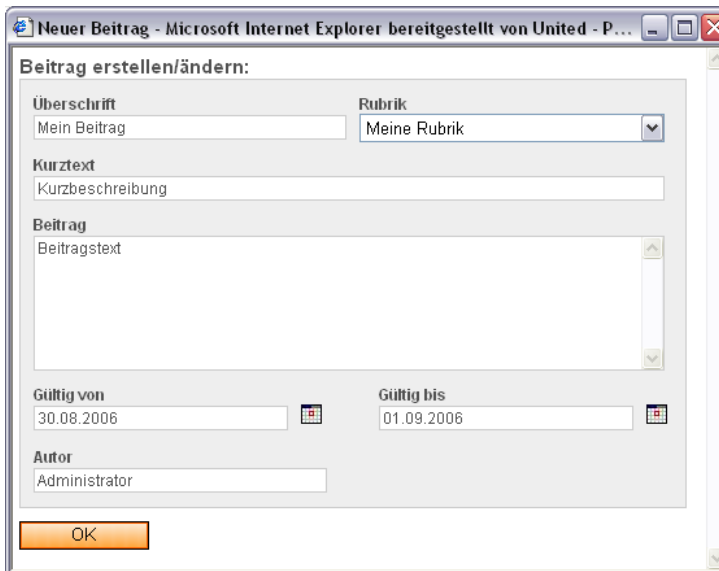 Neuer Beitrag - Microsoft Internet Explorer bereitgestellt von United - P...
Beitrag erstellen/ändern:
Überschrift Rubrik
Mein Beitrag Meine Rubrik
Kurztext
Kurzbeschreibung
Beitrag
Beitragstext
Gültig von Gültig bis
30.08.2006 01.09.2006
Autor
Administrator
OK